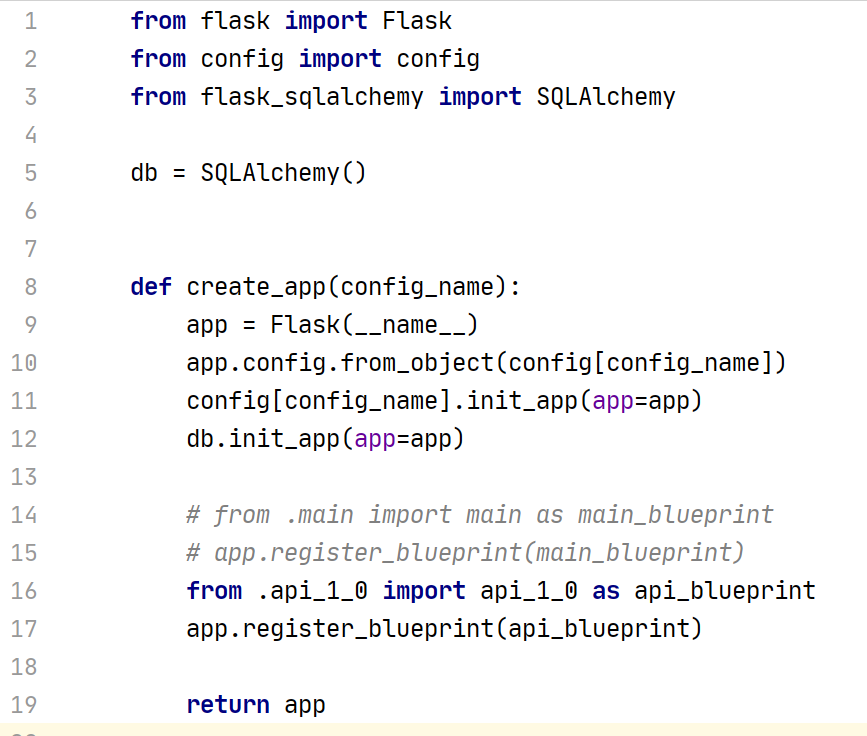 1 from flask import Flask
2 from config import config
3 from flask_sqlalchemy import SQLAlchemy
4
5 db = SQLAlchemy()
6
7
8 def create_app(config_name):
9     app = Flask(__name__)
10     app.config.from_object(config[config_name])
11     config[config_name].init_app(app=app)
12     db.init_app(app=app)
13
14     # from .main import main as main_blueprint
15     # app.register_blueprint(main_blueprint)
16     from .api_1_0 import api_1_0 as api_blueprint
17     app.register_blueprint(api_blueprint)
18
19     return app